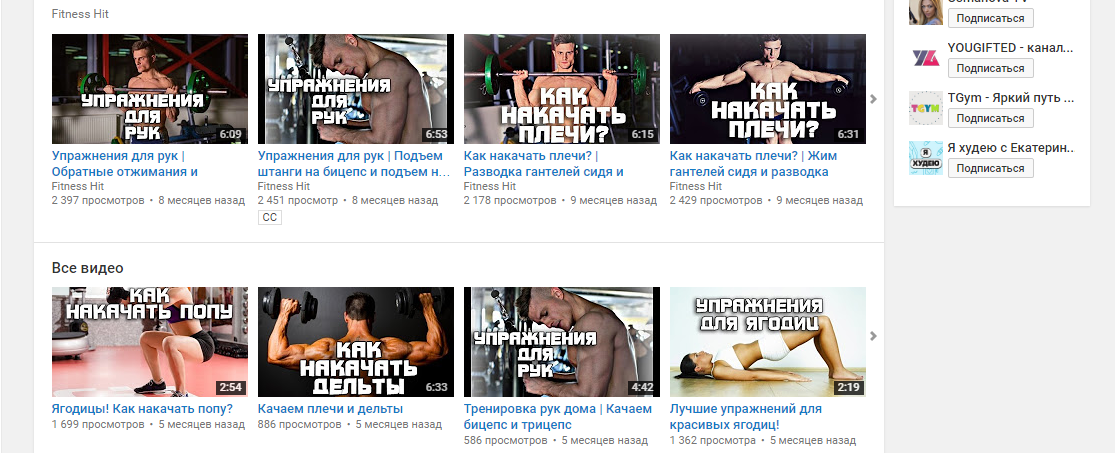 Fitness Hit
УПРАЖНЕНИЯ
ДЛЯ
РУК
6:09
Упражнения для рук |
Обратные отжимания и
Fitness Hit
2 397 просмотров • 8 месяцев назад
УПРАЖНЕНИЯ
ДЛЯ
РУК
6:53
Упражнения для рук | Подъем
штанги на бицепс и подъем н...
Fitness Hit
2 451 просмотр • 8 месяцев назад
CC
КАК
НАКАЧАТЬ
ПЛЕЧИ?
6:15
Как накачать плечи? |
Разводка гантелей сидя и
Fitness Hit
2 178 просмотров • 9 месяцев назад
КАК
НАКАЧАТЬ
ПЛЕЧИ?
6:31
Как накачать плечи? | Жим
гантелей сидя и разводка
Fitness Hit
2 429 просмотров • 9 месяцев назад
Все видео
КАК
НАКАЧАТЬ ПОПУ
2:54
Ягодицы! Как накачать попу?
1 699 просмотров • 5 месяцев назад
КАК
НАКАЧАТЬ
ДЕЛЬТЫ
6:33
Качаем плечи и дельты
886 просмотров • 5 месяцев назад
УПРАЖНЕНИЯ
ДЛЯ
РУК
4:42
Тренировка рук дома | Качаем
бицепс и трицепс
586 просмотров • 5 месяцев назад
УПРАЖНЕНИЯ
ДЛЯ ЯГОДИЦ
2:19
Лучшие упражнений для
красивых ягодиц!
1 362 просмотра • 5 месяцев назад
Подписаться
YOUGIFTED - канал...
Подписаться
TGYM
TGym - Яркий путь ...
Подписаться
Я
ХУДЕЮ
Я худею с Екатерин...
Подписаться